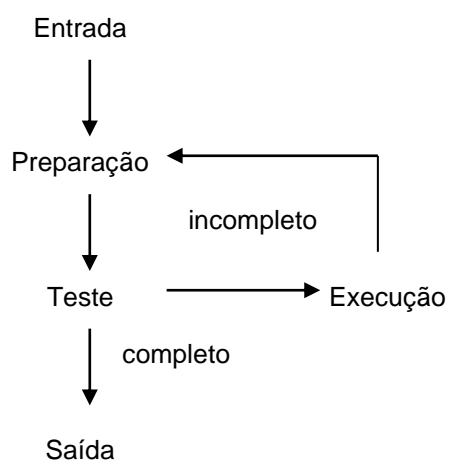 Entrada
Preparação
incompleto
Teste
Execução
completo
Saída